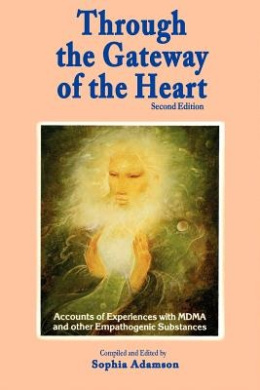 Through
the Gateway
of the Heart
Second Edition
Accounts of Experiences with MDMA
and other Empathogenic Substances
Compiled and Edited by
Sophia Adamson